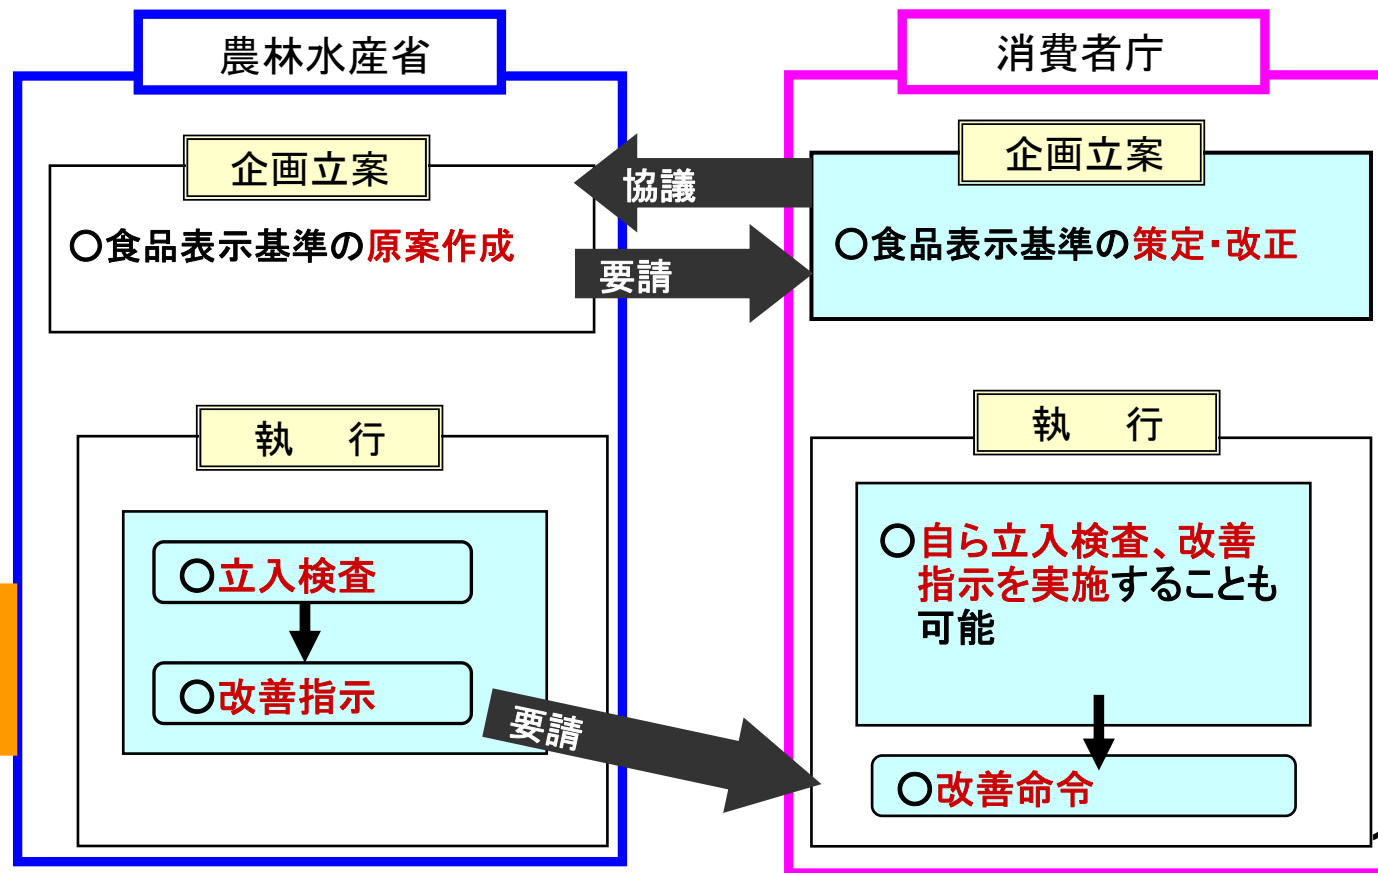 農林水産省
企画立案
○食品表示基準の原案作成
協議
要請
執　行
○立入検査
○改善指示
要請
消費者庁
企画立案
○食品表示基準の策定・改正
執　行
○自ら立入検査、改善
指示を実施することも
可能
○改善命令